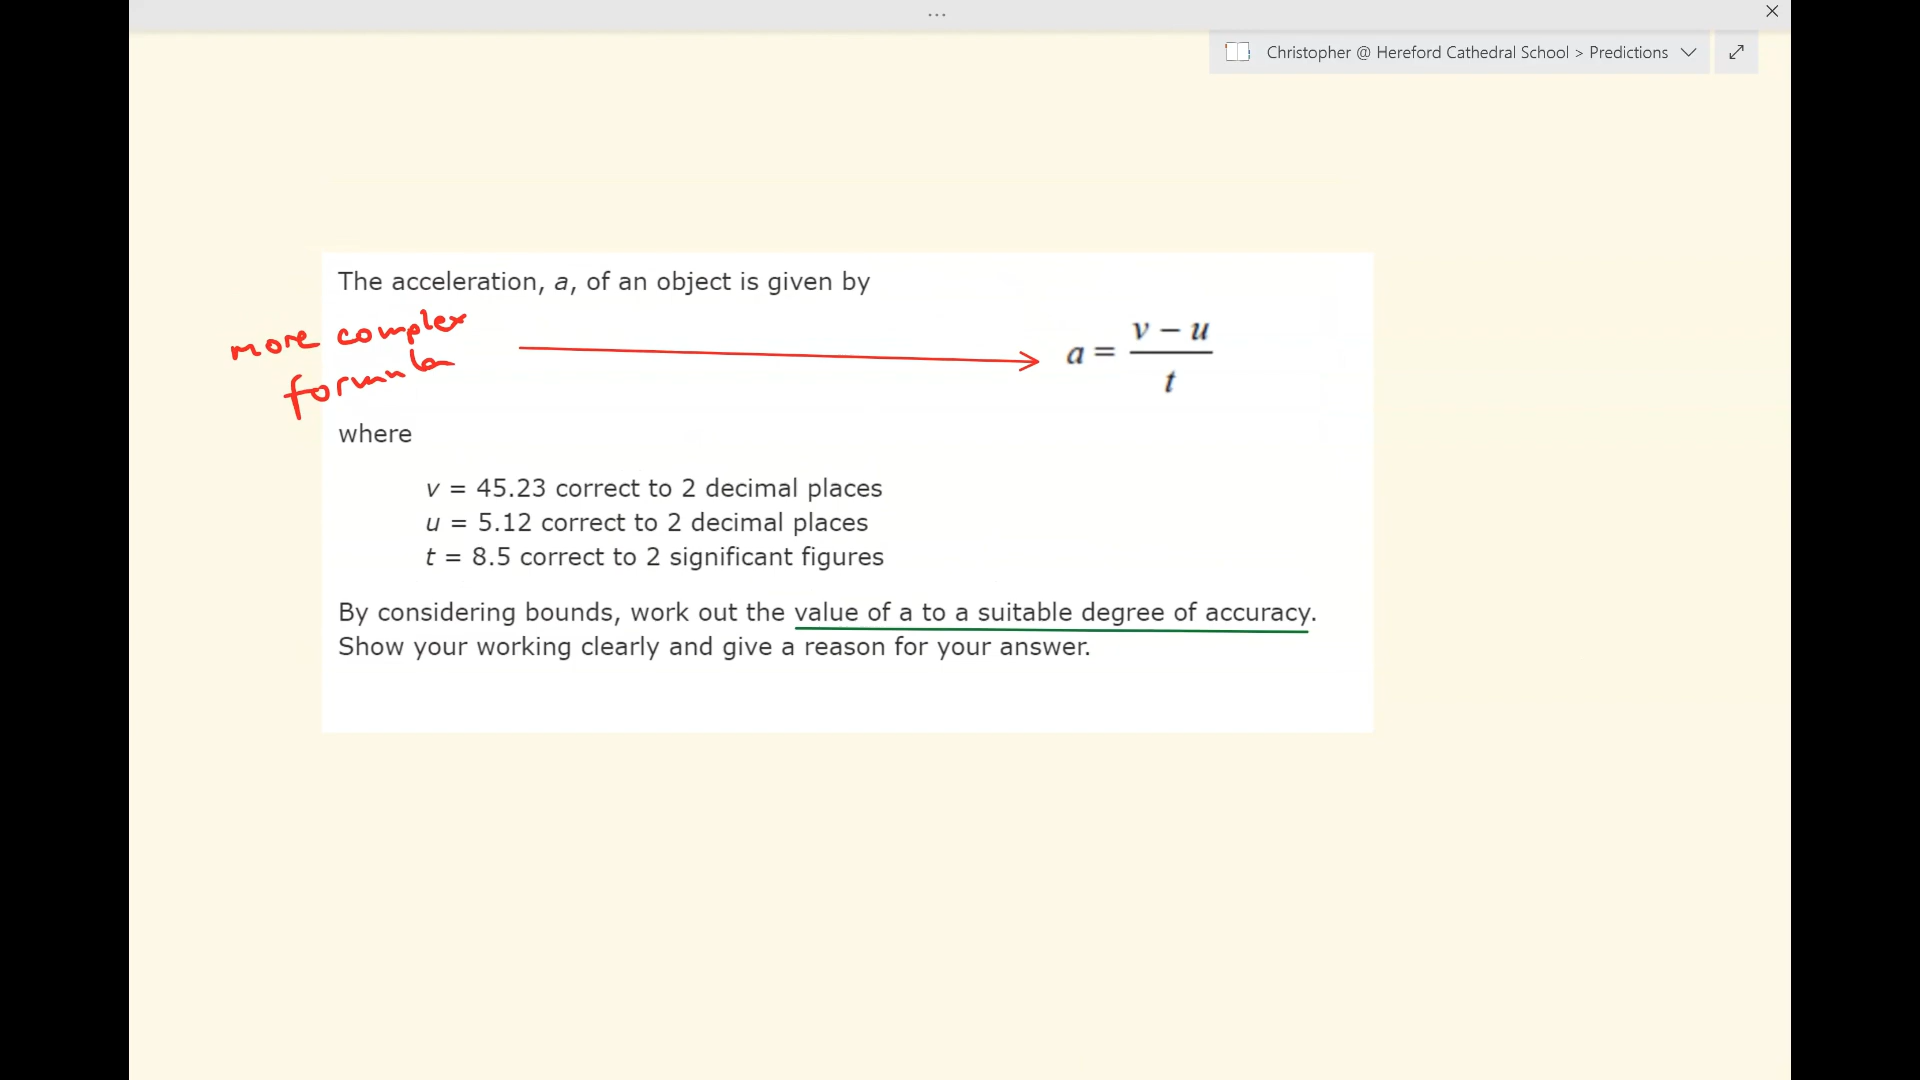 ...
Christopher @ Hereford Cathedral School > Predictions
The acceleration, a, of an object is given by
more complex
formula
a = \frac{v - u}{t}
where
v = 45.23 correct to 2 decimal places
u = 5.12 correct to 2 decimal places
t = 8.5 correct to 2 significant figures
By considering bounds, work out the value of a to a suitable degree of accuracy.
Show your working clearly and give a reason for your answer.